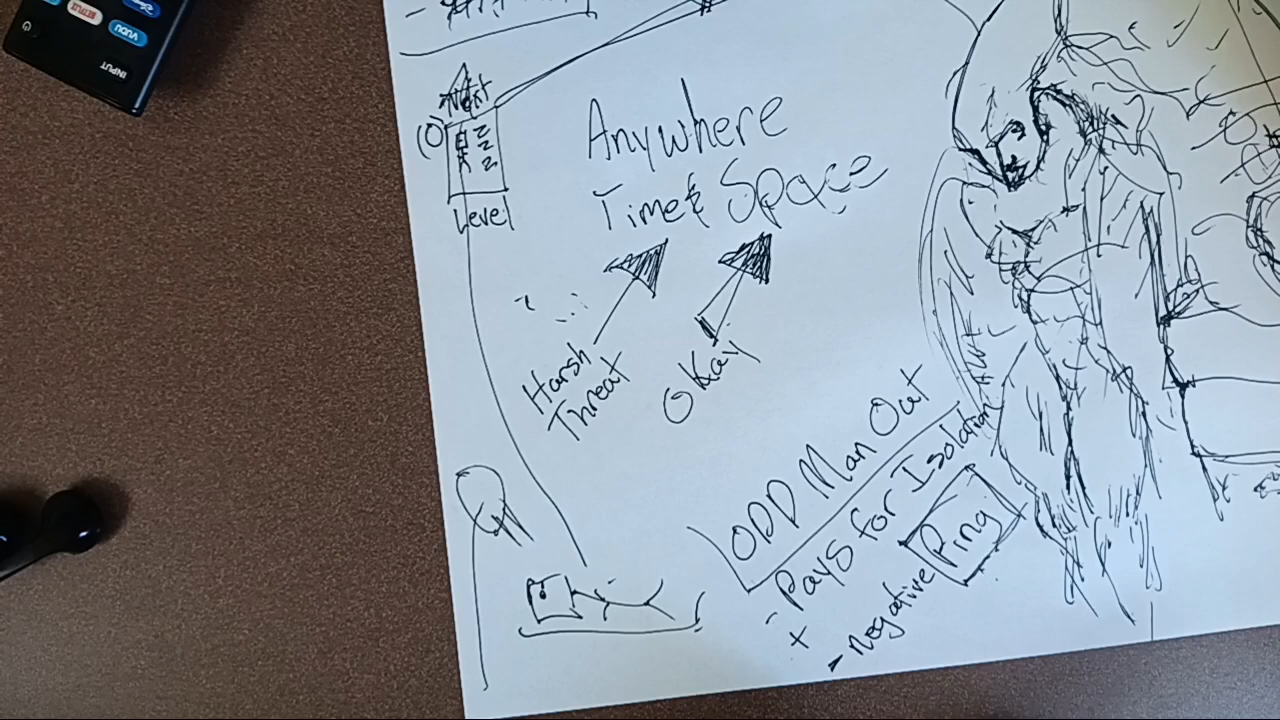 NETFLIX
VUDU
INPUT
Next
(0)
Level
Anywhere
Time & Space
Harsh
Threat
OKay
ODD Man Out
- Pays for Isolation
+
- negative Ping